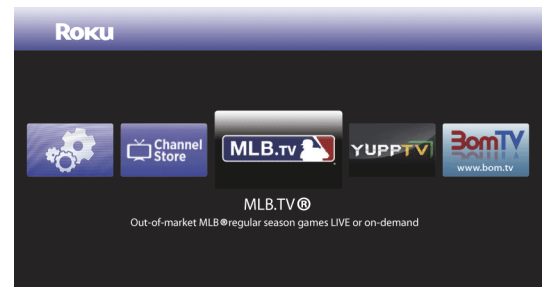 ROKU
Channel
Store
MLB.TV
YUPPTV
BomTV
www.bom.tv
MLB.TV®
Out-of-market MLB®regular season games LIVE or on-demand